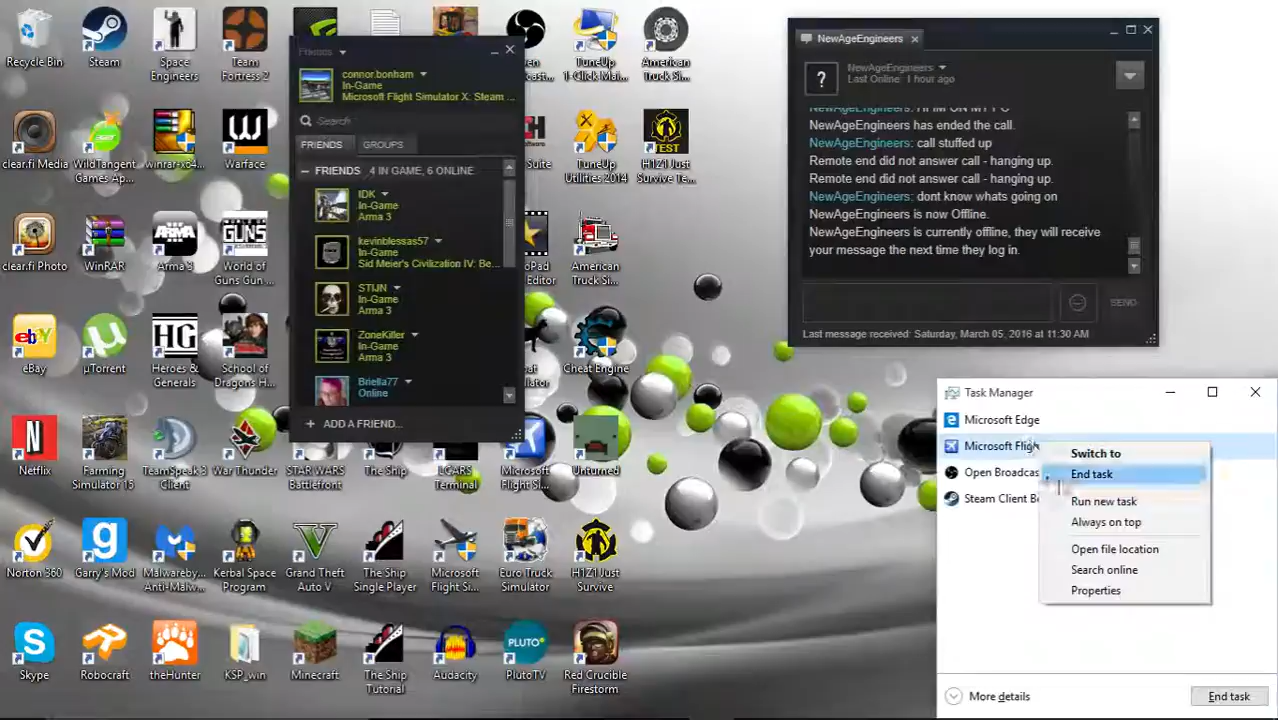 Recycle Bin
Steam
Space
Engineers
Team
Fortress 2
TuneUp
1-Click Mai...
American
Truck Si...
clear.fi Media
WildTangent
Games Ap...
winrar-x64...
Warface
Suite
TuneUp
Utilities 2014
H1Z1 Just
Survive Te...
TEST
clear.fi Photo
WinRAR
Arma 3
World of
Guns Gun ...
Editor
American
Truck Si...
eBay
µTorrent
Heroes &
Generals
School of
Dragons H...
Cheat Engine
Netflix
Farming
Simulator 15
TeamSpeak 3
Client
War Thunder
STAR WARS
Battlefront
The Ship
LCARS
Terminal
Microsoft
Flight Si...
Unturned
Norton 360
Garry's Mod
Malwareby...
Anti-Malw...
Kerbal Space
Program
Grand Theft
Auto V
The Ship
Single Player
Microsoft
Flight Si...
Euro Truck
Simulator
H1Z1 Just
Survive
Skype
Robocraft
theHunter
KSP_win
Minecraft
The Ship
Tutorial
Audacity
PLUTO
PlutoTV
Red Crucible
Firestorm
Friends
connor.bonham
In-Game
Microsoft Flight Simulator X: Steam ...
Search
FRIENDS
GROUPS
FRIENDS 4 IN GAME, 6 ONLINE
IDK
In-Game
Arma 3
kevinblessas57
In-Game
Sid Meier's Civilization IV: Be...
STIJN
In-Game
Arma 3
ZoneKiller
In-Game
Arma 3
Briella77
Online
+ ADD A FRIEND...
NewAgeEngineers
NewAgeEngineers
Last Online: 1 hour ago
NewAgeEngineers has ended the call.
NewAgeEngineers: call stuffed up
Remote end did not answer call - hanging up.
Remote end did not answer call - hanging up.
NewAgeEngineers: dont know whats going on
NewAgeEngineers is now Offline.
NewAgeEngineers is currently offline, they will receive
your message the next time they log in.
SEND
Last message received: Saturday, March 05, 2016 at 11:30 AM
Task Manager
Microsoft Edge
Microsoft Fligh
Open Broadcas
Steam Client B
Switch to
End task
Run new task
Always on top
Open file location
Search online
Properties
More details
End task